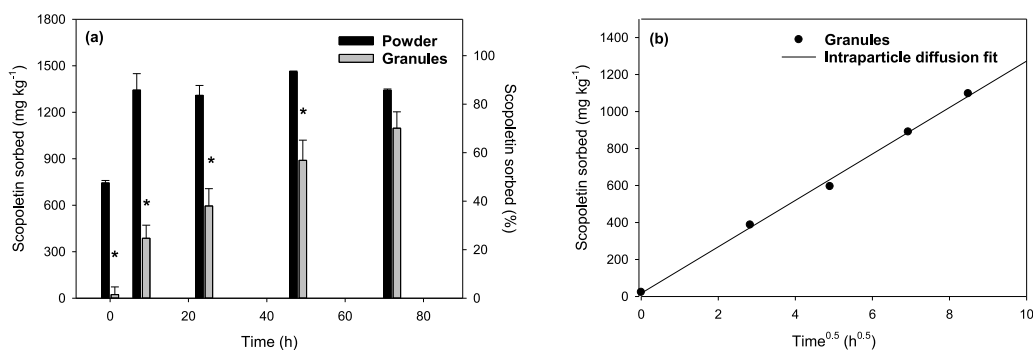 (a)
Powder
Granules
Scopoletin sorbed (mg kg⁻¹)
1800
1500
1200
900
600
300
0
*
*
*
*
100
80
60
40
20
0
Scopoletin sorbed (%)
0 20 40 60 80
Time (h)
(b)
Granules
Intraparticle diffusion fit
Scopoletin sorbed (mg kg⁻¹)
1400
1200
1000
800
600
400
200
0
0 2 4 6 8 10
Time⁰·⁵ (h⁰·⁵)